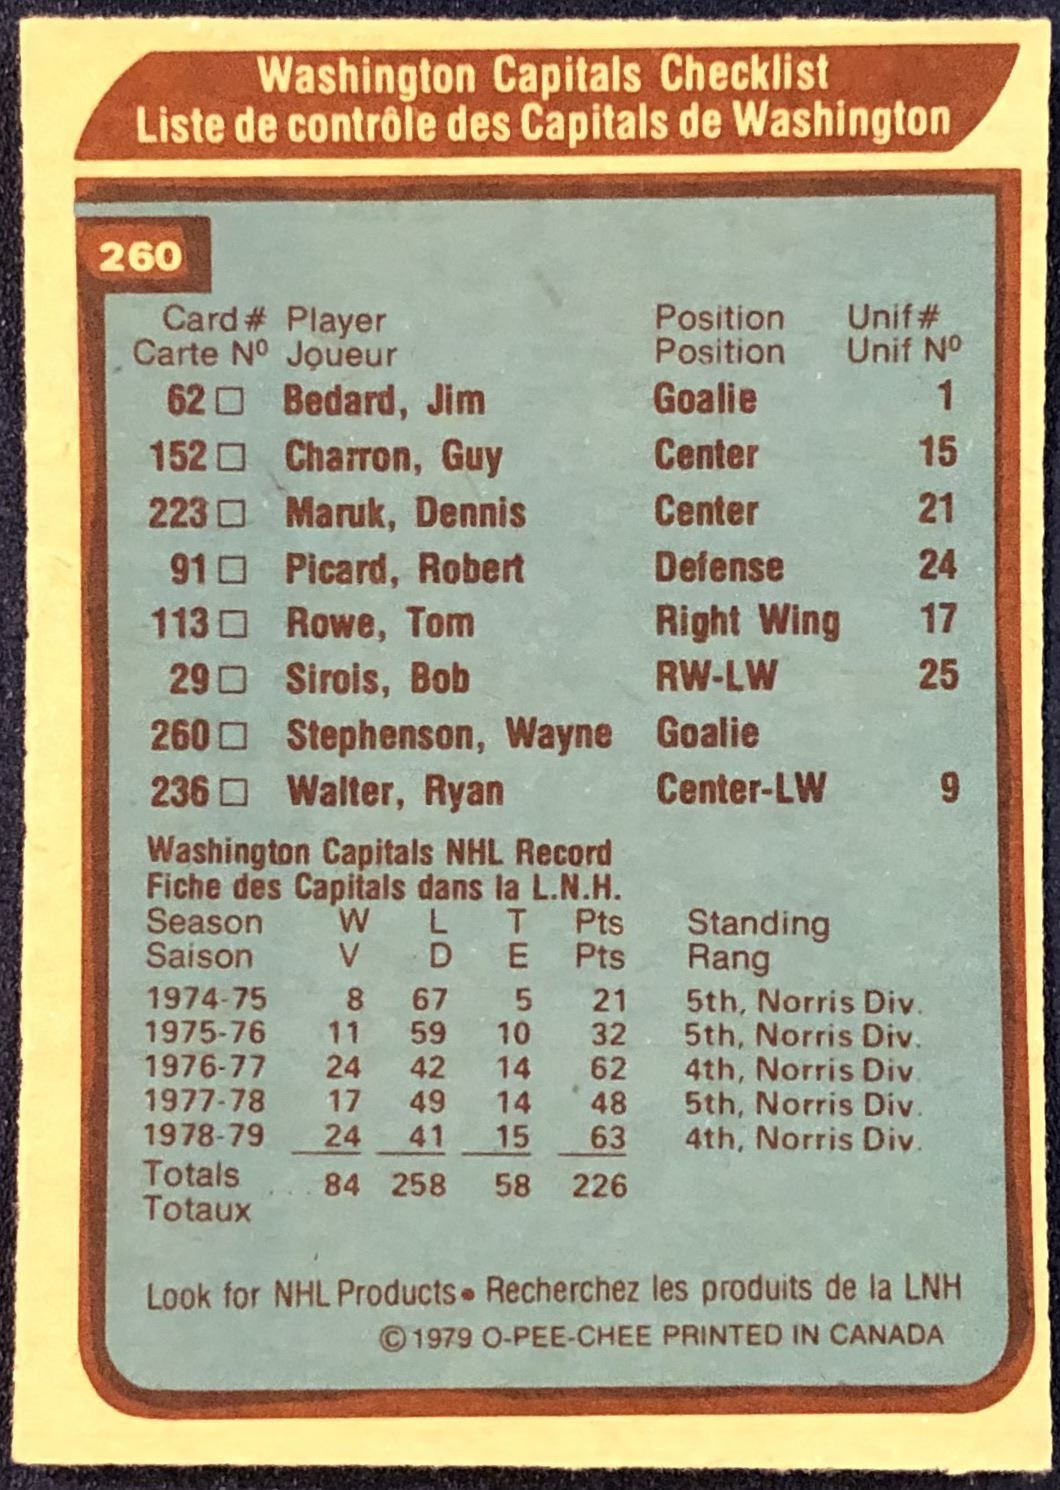 Washington Capitals Checklist
Liste de contrôle des Capitals de Washington
260
Card # Player Position Unif #
Carte Nº Joueur Position Unif Nº
62 □ Bedard, Jim Goalie 1
152 □ Charron, Guy Center 15
223 □ Maruk, Dennis Center 21
91 □ Picard, Robert Defense 24
113 □ Rowe, Tom Right Wing 17
29 □ Sirois, Bob RW-LW 25
260 □ Stephenson, Wayne Goalie
236 □ Walter, Ryan Center-LW 9
Washington Capitals NHL Record
Fiche des Capitals dans la L.N.H.
Season W L T Pts Standing
Saison V D E Pts Rang
1974-75 8 67 5 21 5th, Norris Div.
1975-76 11 59 10 32 5th, Norris Div.
1976-77 24 42 14 62 4th, Norris Div.
1977-78 17 49 14 48 5th, Norris Div.
1978-79 24 41 15 63 4th, Norris Div.
Totals ... 84 258 58 226
Totaux
Look for NHL Products • Recherchez les produits de la LNH
© 1979 O-PEE-CHEE PRINTED IN CANADA